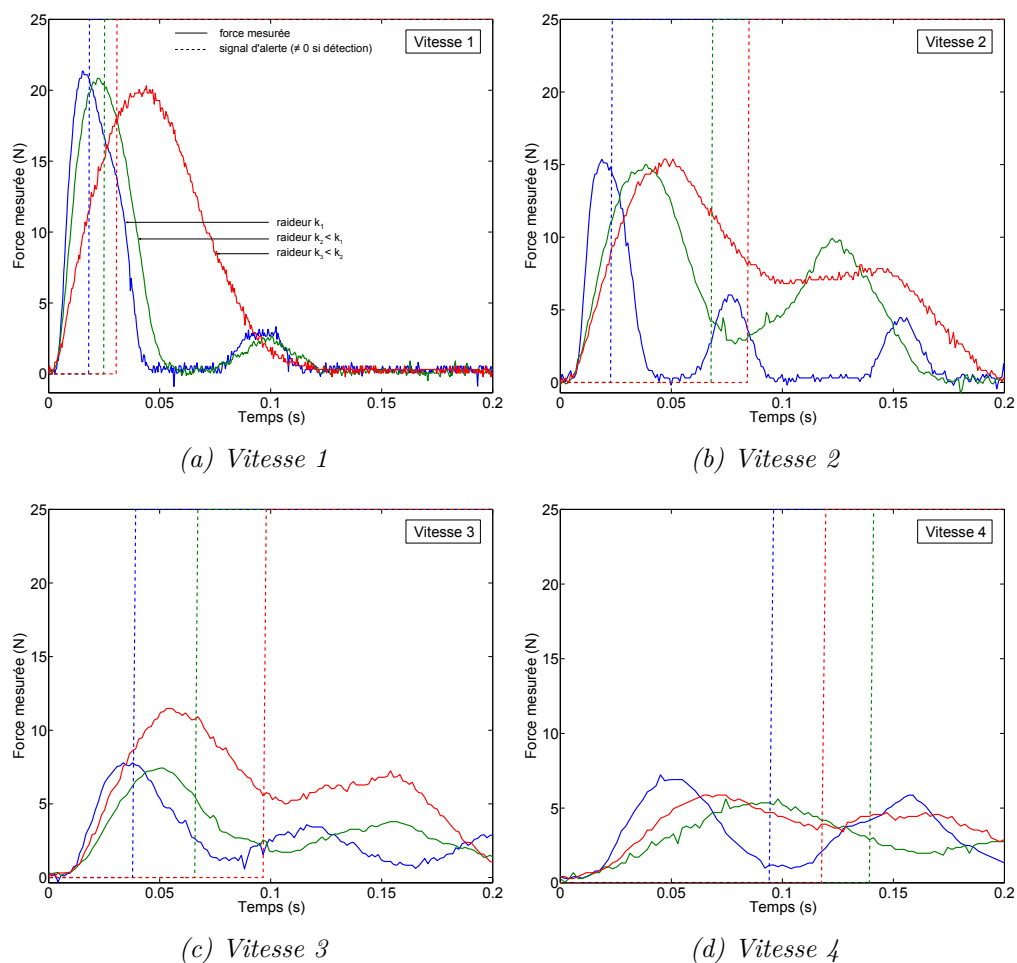 25
20
15
10
5
0
0
0.05
0.1
0.15
0.2
Force mesurée (N)
Temps (s)
force mesurée
signal d'alerte (≠ 0 si détection)
Vitesse 1
raideur k₁
raideur k₂ < k₁
raideur k₃ < k₂
(a) Vitesse 1
25
20
15
10
5
0
0
0.05
0.1
0.15
0.2
Force mesurée (N)
Temps (s)
Vitesse 2
(b) Vitesse 2
25
20
15
10
5
0
0
0.05
0.1
0.15
0.2
Force mesurée (N)
Temps (s)
Vitesse 3
(c) Vitesse 3
25
20
15
10
5
0
0
0.05
0.1
0.15
0.2
Force mesurée (N)
Temps (s)
Vitesse 4
(d) Vitesse 4